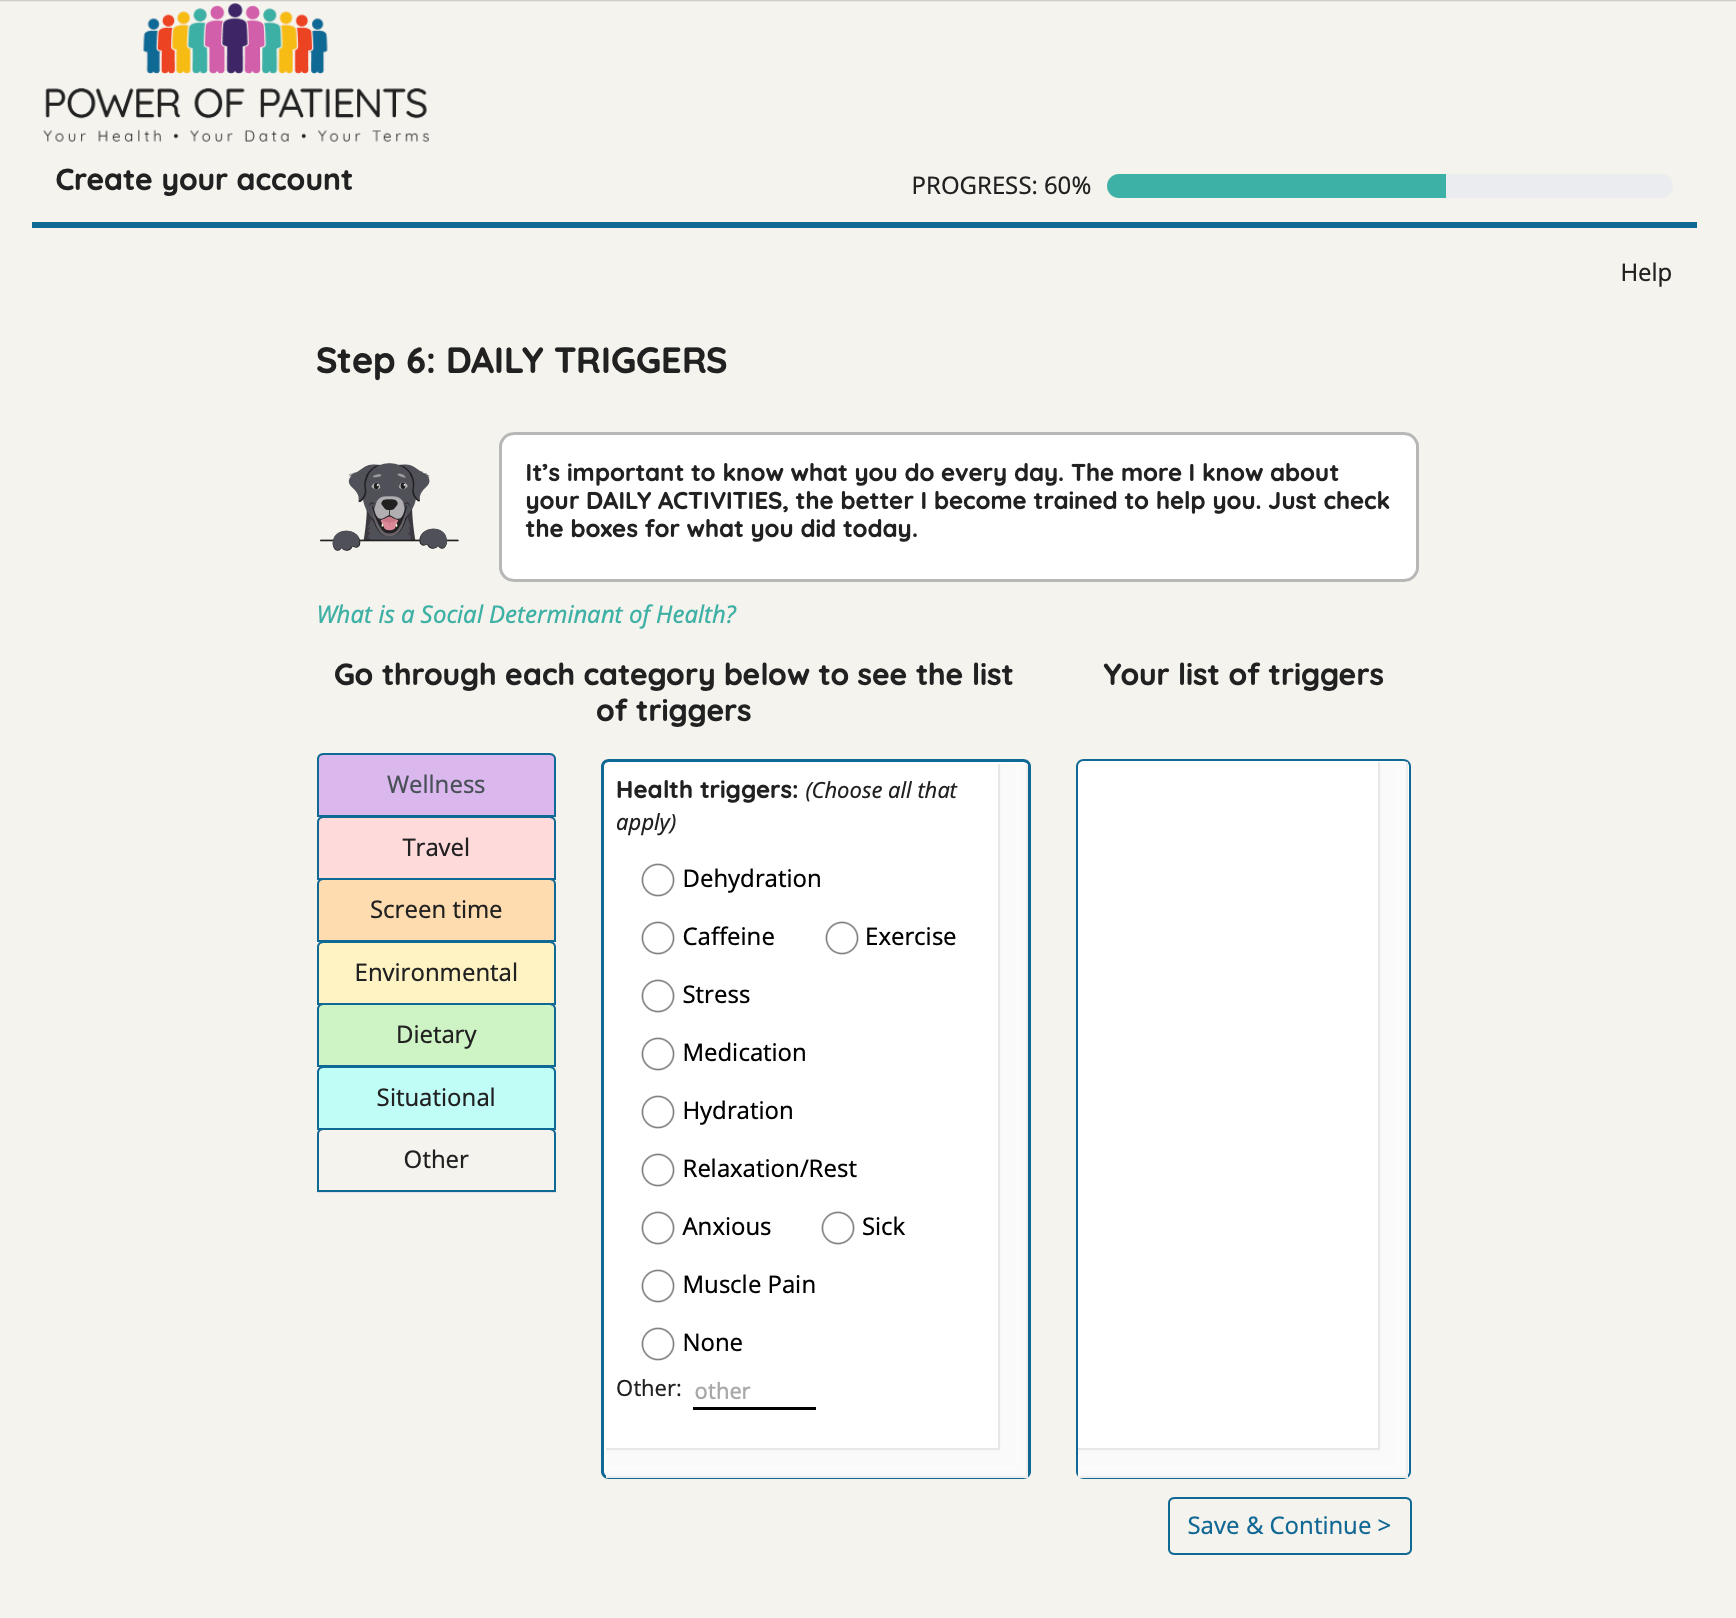 POWER OF PATIENTS
Your Health • Your Data • Your Terms
Create your account
PROGRESS: 60%
Help
Step 6: DAILY TRIGGERS
It’s important to know what you do every day. The more I know about
your DAILY ACTIVITIES, the better I become trained to help you. Just check
the boxes for what you did today.
What is a Social Determinant of Health?
Go through each category below to see the list
of triggers
Your list of triggers
Wellness
Travel
Screen time
Environmental
Dietary
Situational
Other
Health triggers: (Choose all that
apply)
Dehydration
Caffeine Exercise
Stress
Medication
Hydration
Relaxation/Rest
Anxious Sick
Muscle Pain
None
Other: other
Save & Continue >